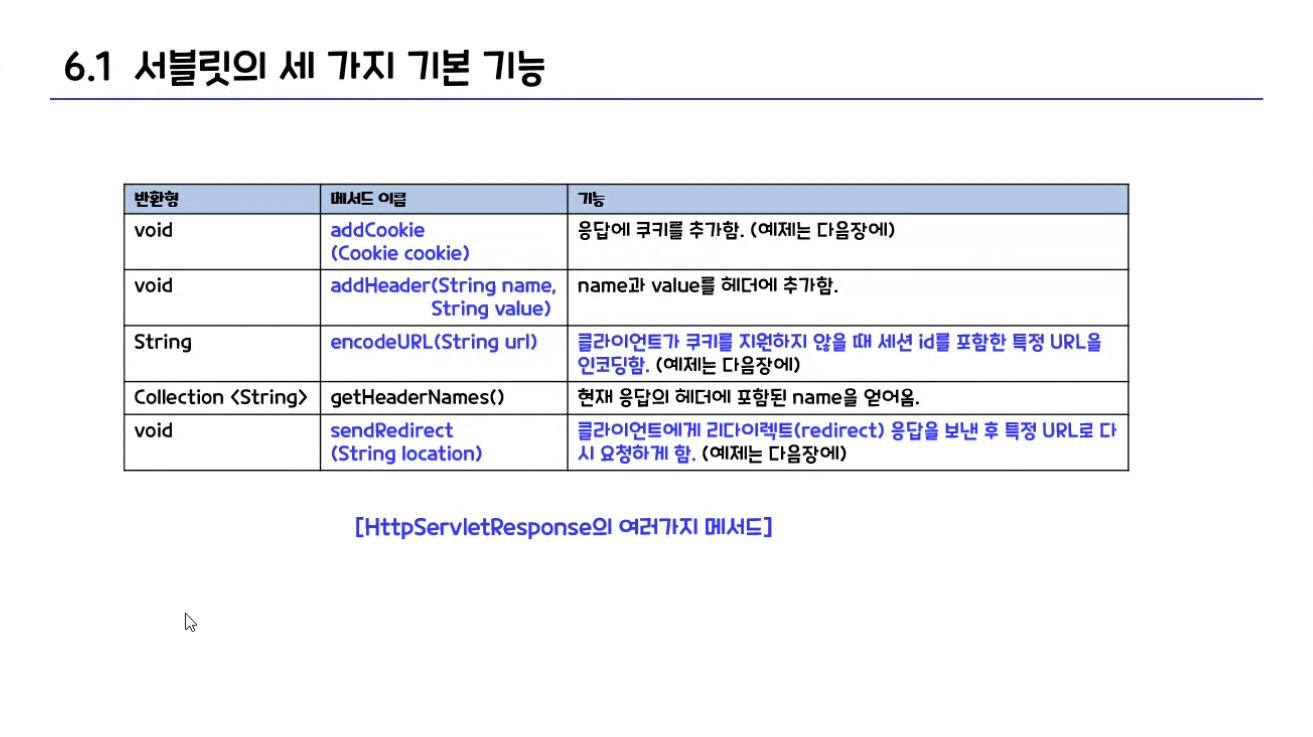 6.1 서블릿의 세 가지 기본 기능
반환형 메서드 이름 기능
void addCookie 응답에 쿠키를 추가함. (예제는 다음장에)
(Cookie cookie)
void addHeader(String name, name과 value를 헤더에 추가함.
String value)
String encodeURL(String url) 클라이언트가 쿠키를 지원하지 않을 때 세션 id를 포함한 특정 URL을
인코딩함. (예제는 다음장에)
Collection <String> getHeaderNames() 현재 응답의 헤더에 포함된 name을 얻어옴.
void sendRedirect 클라이언트에게 리다이렉트(redirect) 응답을 보낸 후 특정 URL로 다
(String location) 시 요청하게 함. (예제는 다음장에)
[HttpServletResponse의 여러가지 메서드]